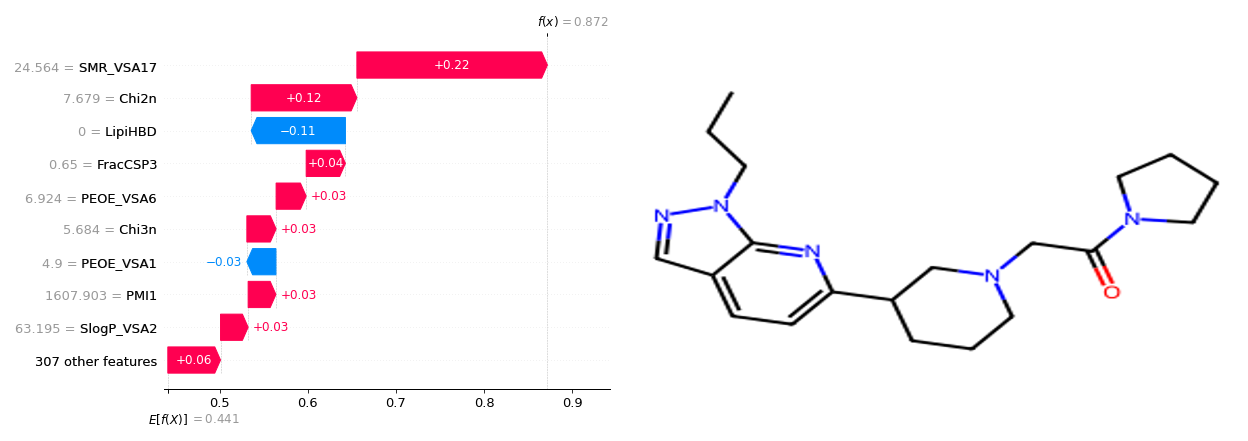 f(x) = 0.872
24.564 = SMR_VSA17
+0.22
7.679 = Chi2n
+0.12
0 = LipiHBD
−0.11
0.65 = FracCSP3
+0.04
6.924 = PEOE_VSA6
+0.03
5.684 = Chi3n
+0.03
4.9 = PEOE_VSA1
−0.03
1607.903 = PMI1
+0.03
63.195 = SlogP_VSA2
+0.03
307 other features
+0.06
0.5 0.6 0.7 0.8 0.9
E[f(X)] = 0.441
N
N
N
N
N
O